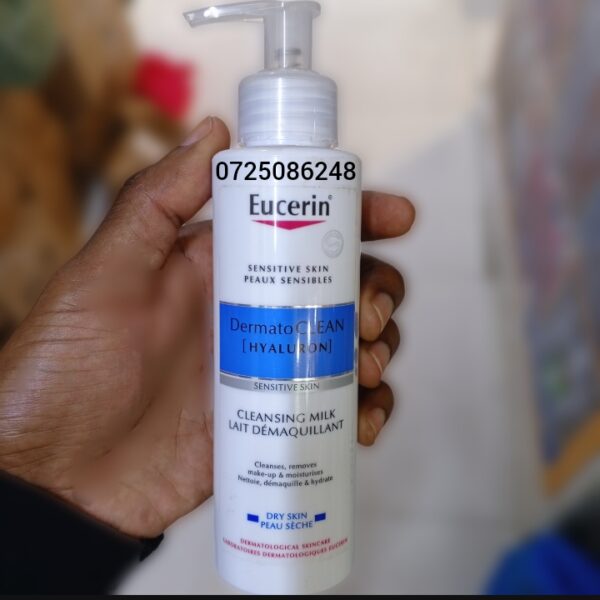 0725086248
Eucerin®
SENSITIVE SKIN
PEAUX SENSIBLES
DermatoCLEAN
[HYALURON]
SENSITIVE SKIN
CLEANSING MILK
LAIT DÉMAQUILLANT
Cleanses, removes
make-up & moisturises
Nettoie, démaquille & hydrate
DRY SKIN
PEAU SÈCHE
DERMATOLOGICAL SKINCARE
LABORATOIRES DERMATOLOGIQUES EUCERIN